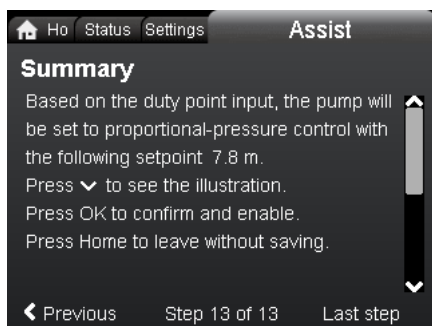 Ho Status Settings Assist
Summary
Based on the duty point input, the pump will
be set to proportional-pressure control with
the following setpoint 7.8 m.
Press to see the illustration.
Press OK to confirm and enable.
Press Home to leave without saving.
Previous Step 13 of 13 Last step